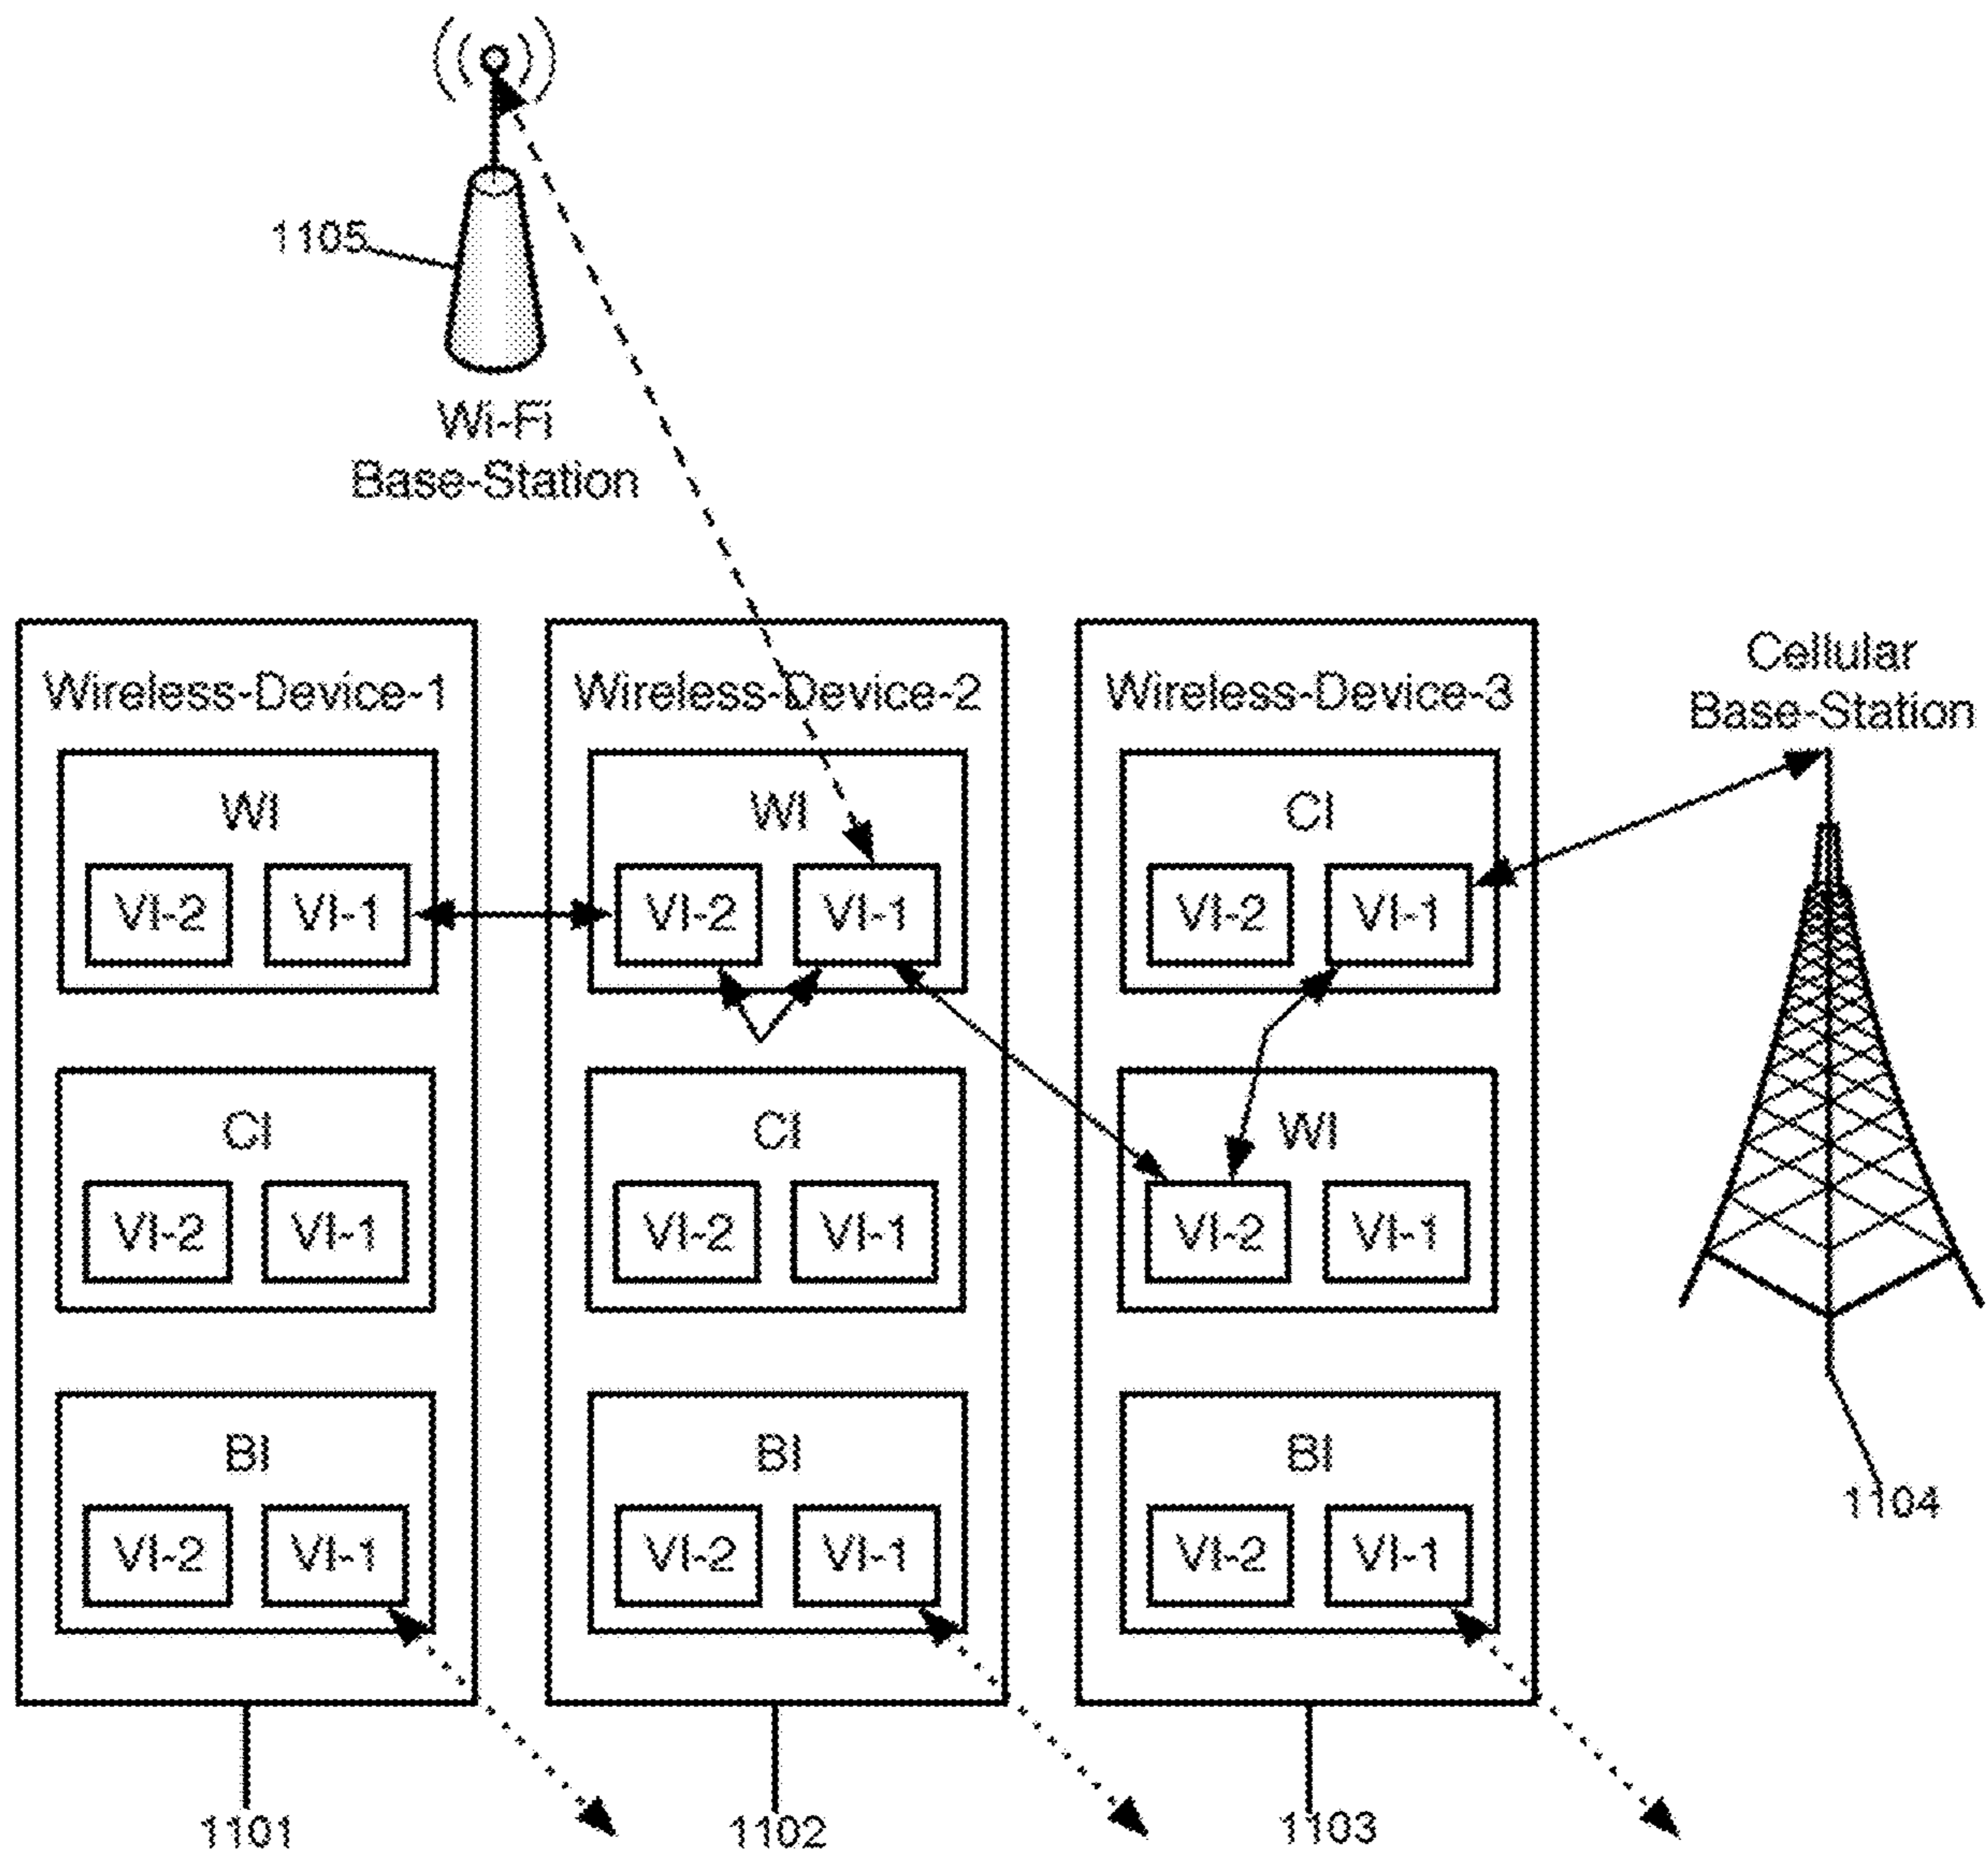 1105
Wi-Fi
Base-Station
Wireless-Device-1
WI
VI-2 VI-1
CI
VI-2 VI-1
BI
VI-2 VI-1
1101
Wireless-Device-2
WI
VI-2 VI-1
CI
VI-2 VI-1
BI
VI-2 VI-1
1102
Wireless-Device-3
CI
VI-2 VI-1
WI
VI-2 VI-1
BI
VI-2 VI-1
1103
Cellular
Base-Station
1104